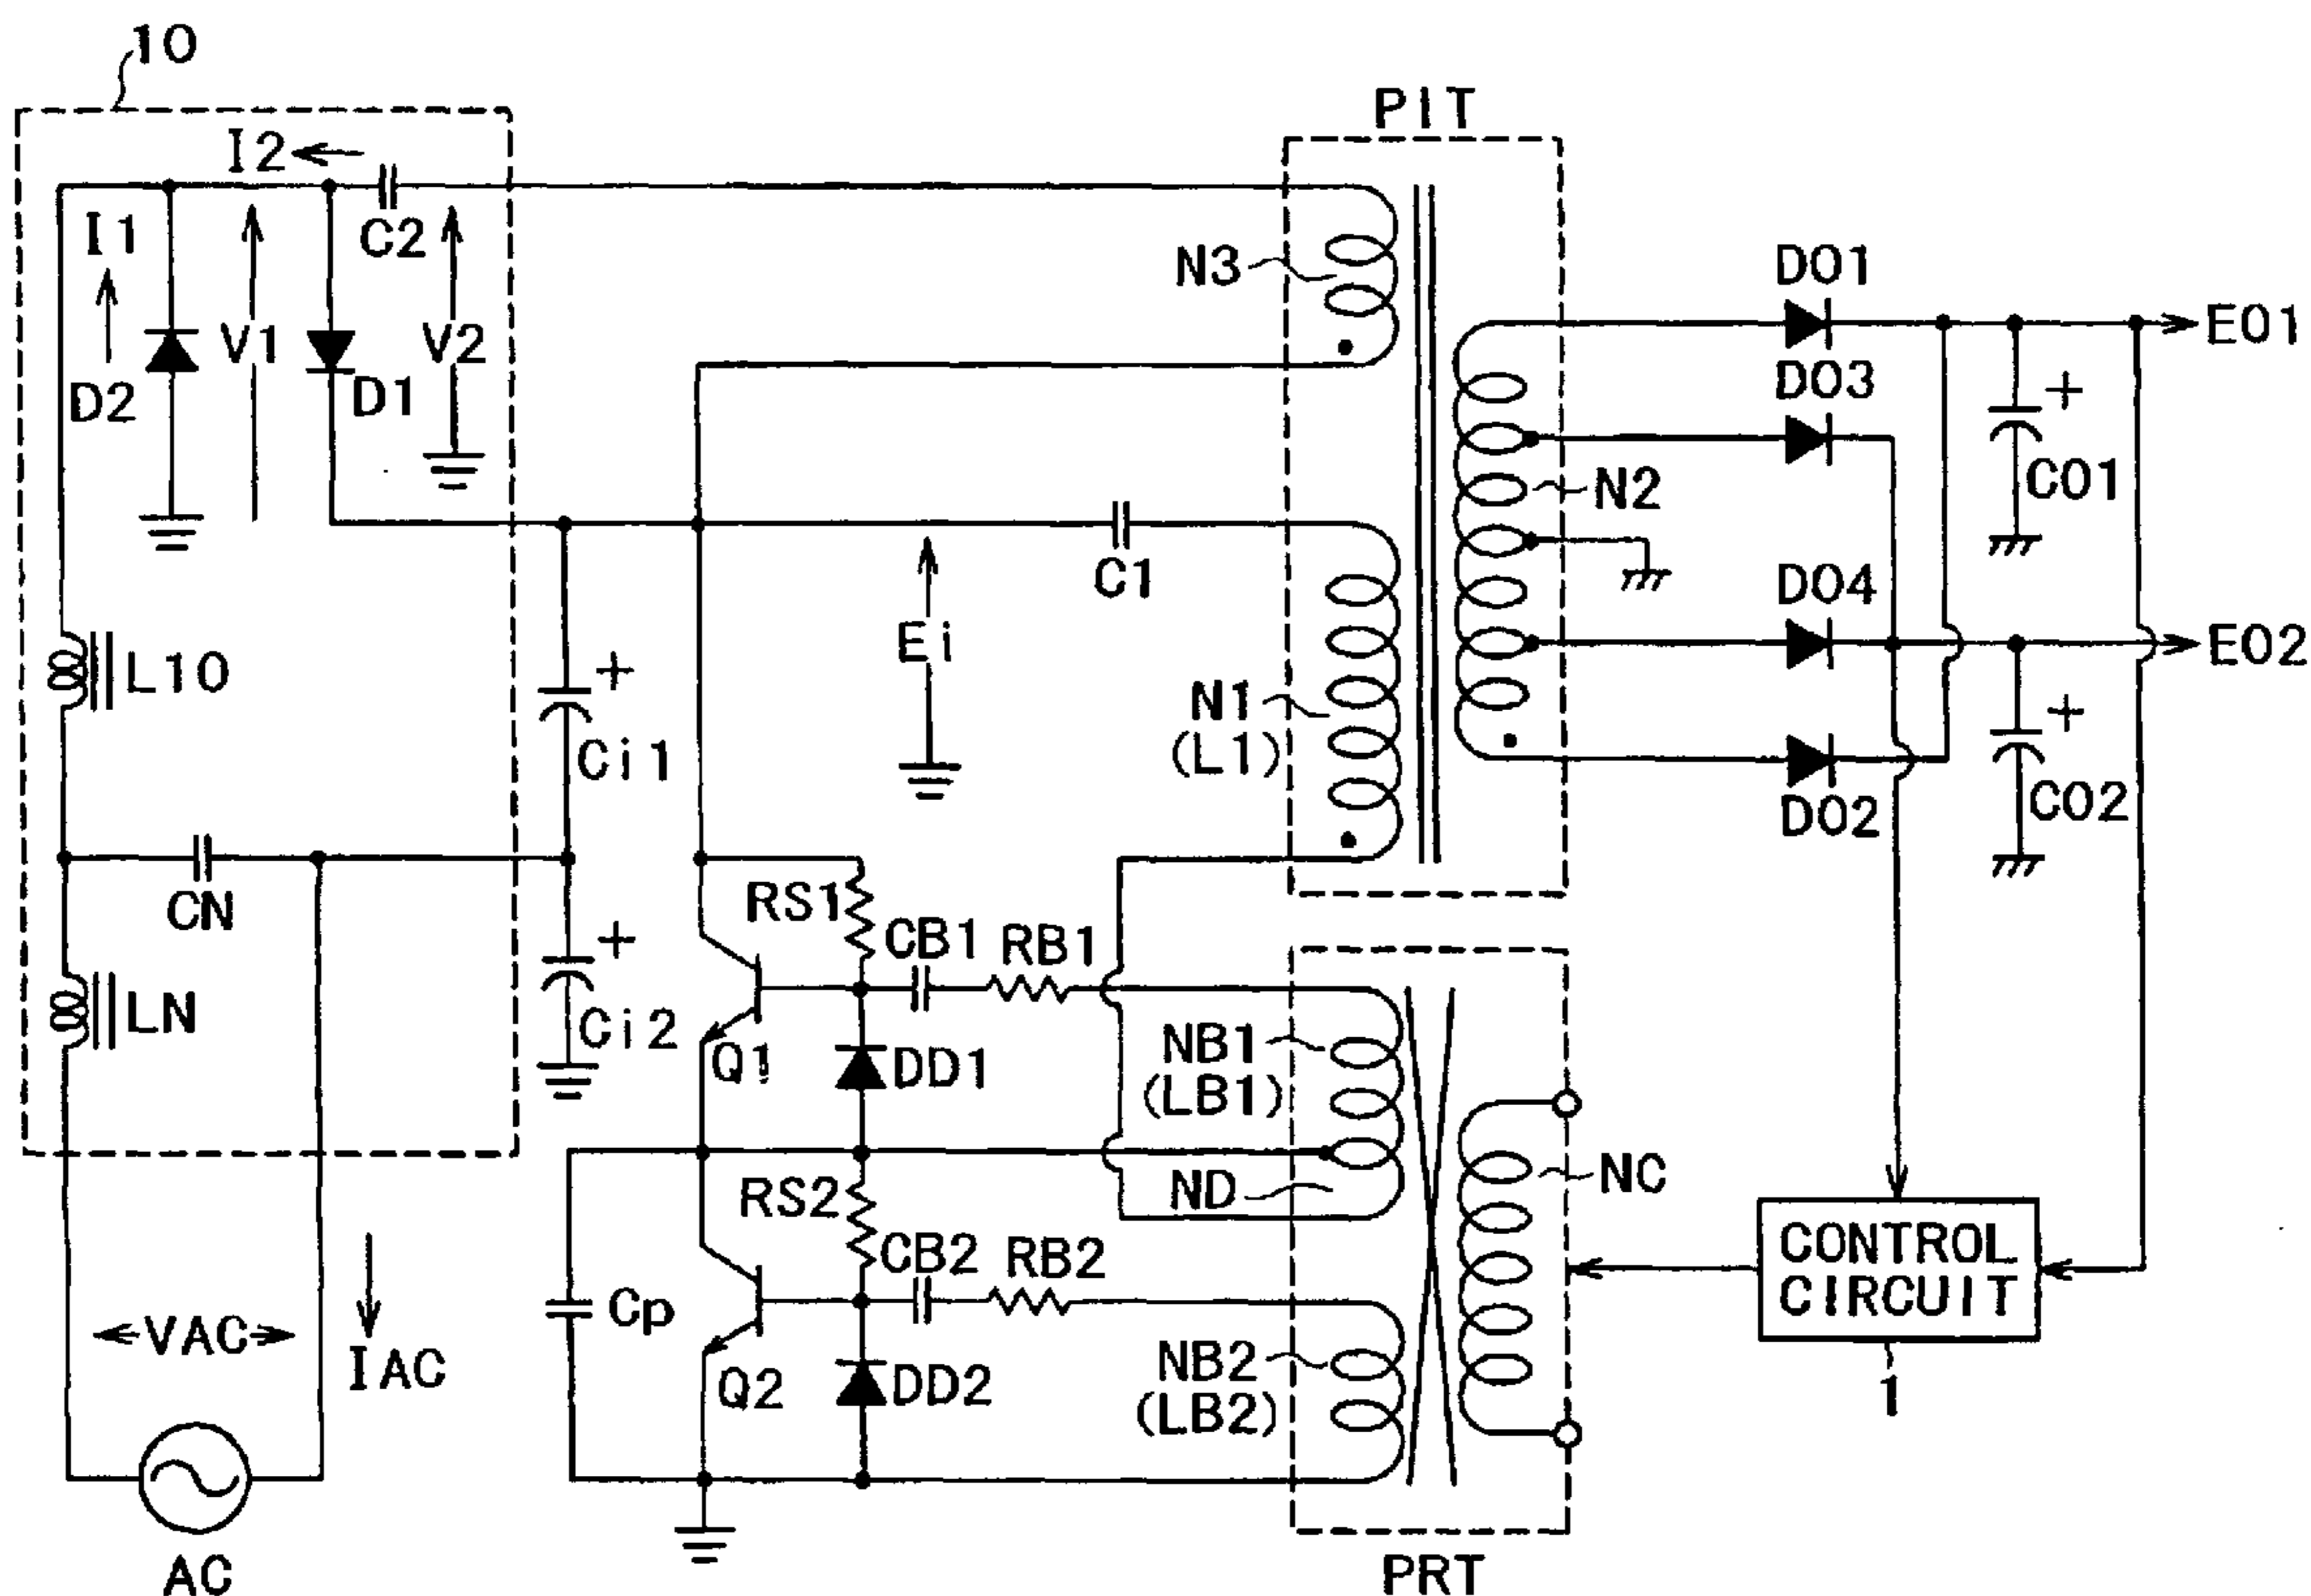 10
PIT
I2
I1
C2
V1
V2
D2
D1
N3
DO1
EO1
DO3
+
CO1
N2
C1
Ei
DO4
EO2
L10
+
Ci1
N1
(L1)
+
CO2
DO2
CN
RS1
CB1
RB1
+
Ci2
LN
Q1
DD1
NB1
(LB1)
ND
NC
RS2
CB2
RB2
CONTROL
CIRCUIT
1
Cp
Q2
DD2
NB2
(LB2)
VAC
IAC
AC
PRT